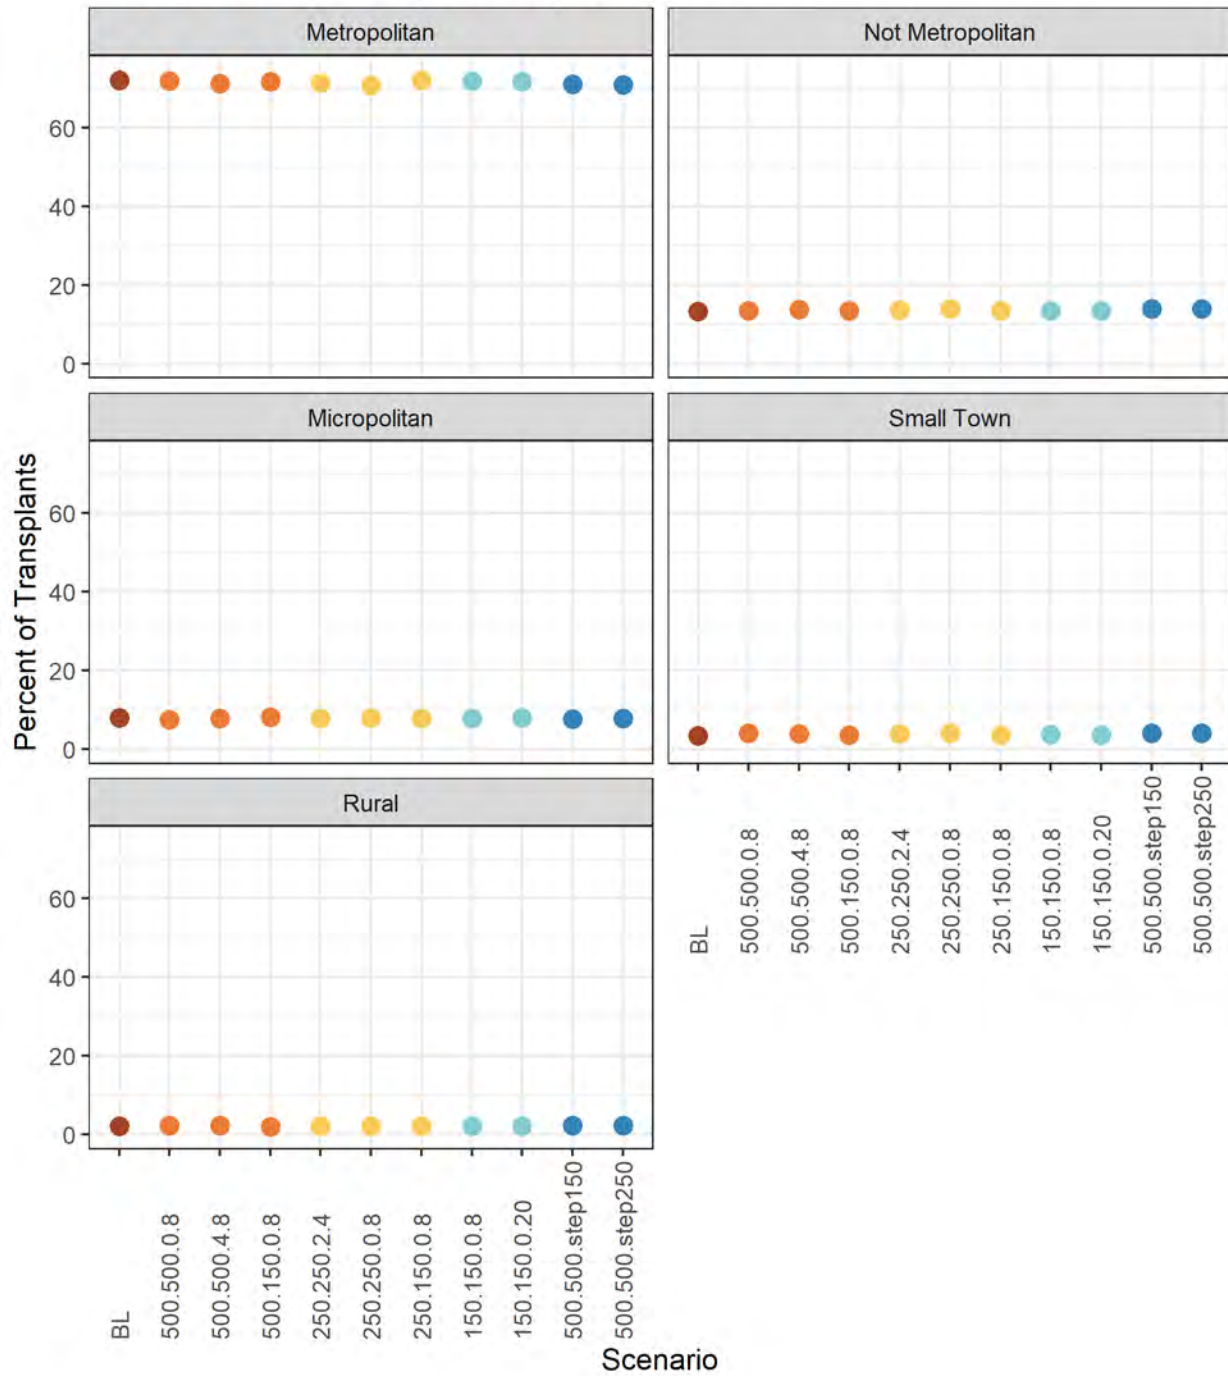 Metropolitan
Not Metropolitan
60
40
20
0
Micropolitan
Small Town
60
40
20
0
Percent of Transplants
Rural
60
40
20
0
BL
500.500.0.8
500.500.4.8
500.150.0.8
250.250.2.4
250.250.0.8
250.150.0.8
150.150.0.8
150.150.0.20
500.500.step150
500.500.step250
BL
500.500.0.8
500.500.4.8
500.150.0.8
250.250.2.4
250.250.0.8
250.150.0.8
150.150.0.8
150.150.0.20
500.500.step150
500.500.step250
Scenario